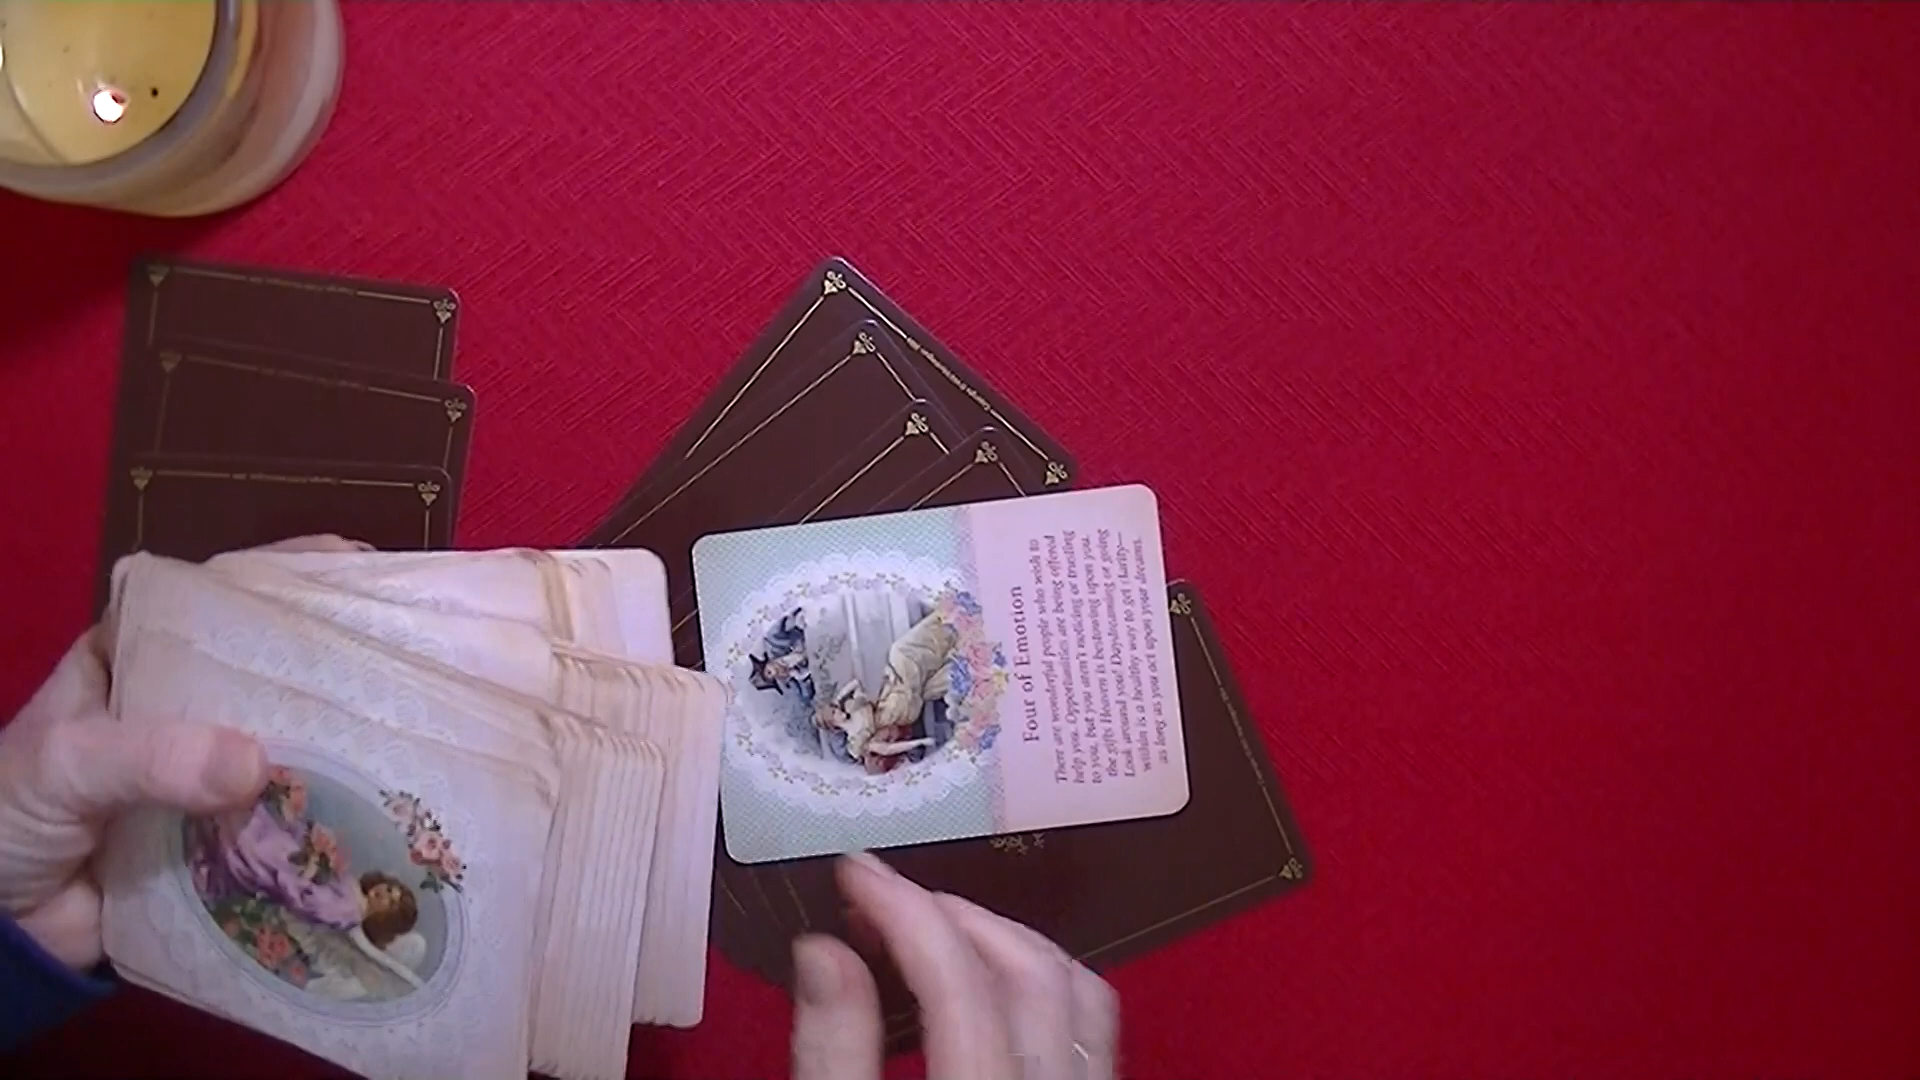 Four of Emotion
There are wonderful people who wish to
help you. Opportunities are being offered
to you, but you aren't noticing or trusting
the gifts Heaven is bestowing upon you.
Look around you! Daydreaming or going
within is a healthy way to get clarity—
as long as you act upon your dreams.